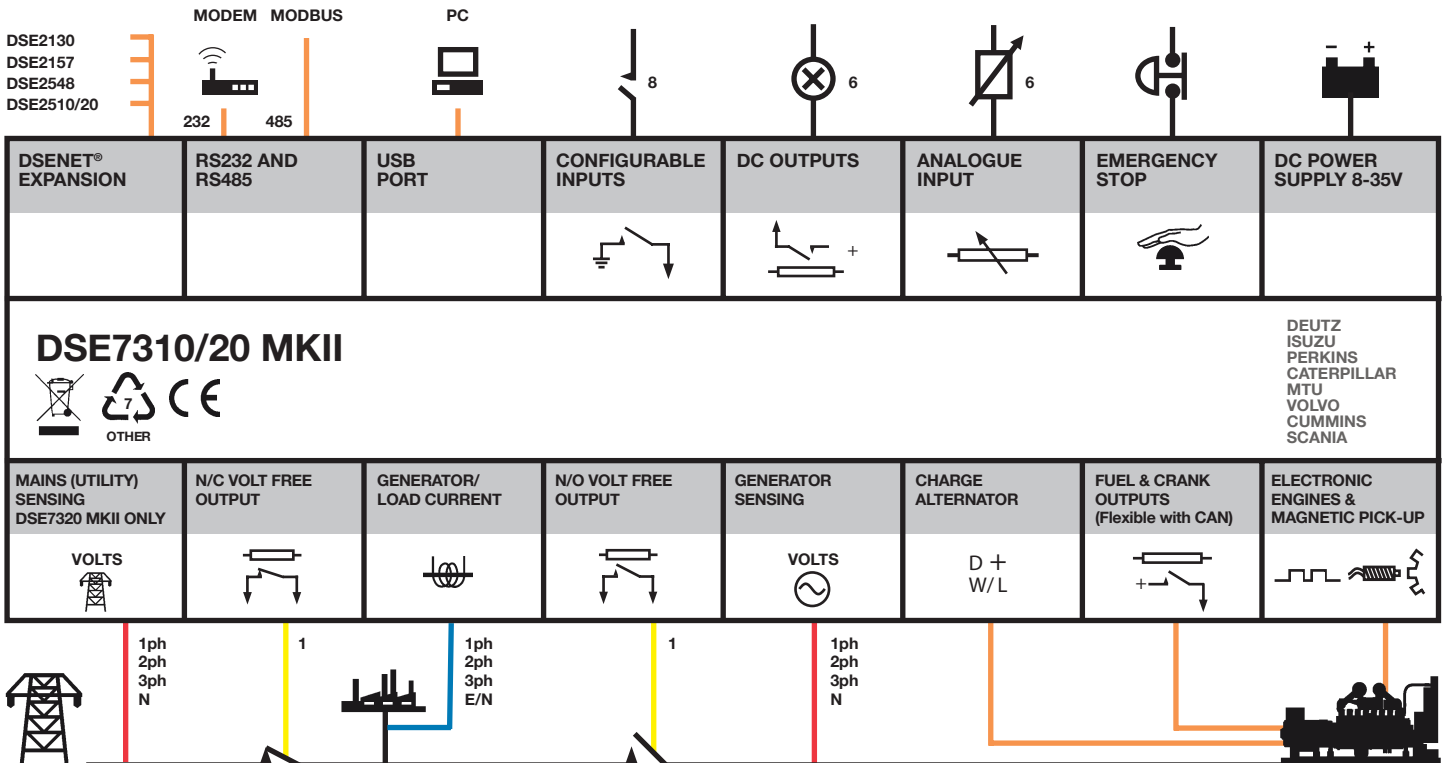 MODEM MODBUS PC
DSE2130
DSE2157
DSE2548
DSE2510/20
232 485
8
6
6
- +
DSENET®
EXPANSION
RS232 AND
RS485
USB
PORT
CONFIGURABLE
INPUTS
DC OUTPUTS
ANALOGUE
INPUT
EMERGENCY
STOP
DC POWER
SUPPLY 8-35V
+
DSE7310/20 MKII
7
OTHER
CE
DEUTZ
ISUZU
PERKINS
CATERPILLAR
MTU
VOLVO
CUMMINS
SCANIA
MAINS (UTILITY)
SENSING
DSE7320 MKII ONLY
N/C VOLT FREE
OUTPUT
GENERATOR/
LOAD CURRENT
N/O VOLT FREE
OUTPUT
GENERATOR
SENSING
CHARGE
ALTERNATOR
FUEL & CRANK
OUTPUTS
(Flexible with CAN)
ELECTRONIC
ENGINES &
MAGNETIC PICK-UP
VOLTS
VOLTS
D +
W/L
+
1ph
2ph
3ph
N
1
1ph
2ph
3ph
E/N
1
1ph
2ph
3ph
N